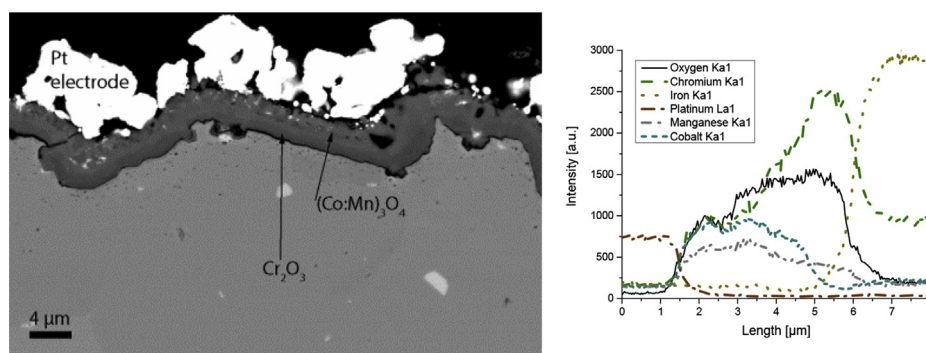 Pt
electrode
(Co:Mn)₃O₄
Cr₂O₃
4 µm
3000
2500
2000
1500
1000
500
0
Intensity [a.u.]
Oxygen Ka1
Chromium Ka1
Iron Ka1
Platinum La1
Manganese Ka1
Cobalt Ka1
0 1 2 3 4 5 6 7
Length [µm]